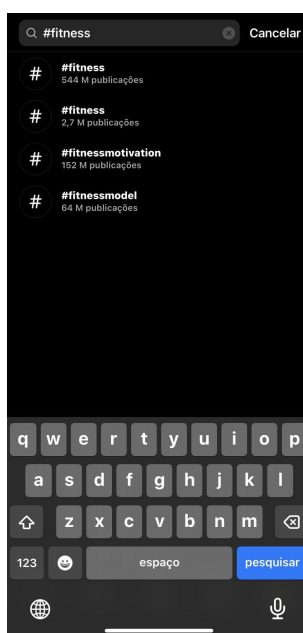 #fitness
Cancelar
#
#fitness
544 M publicações
#
#fitness
2,7 M publicações
#
#fitnessmotivation
152 M publicações
#
#fitnessmodel
64 M publicações
q w e r t y u i o p
a s d f g h j k l
z x c v b n m
123 espaço pesquisar